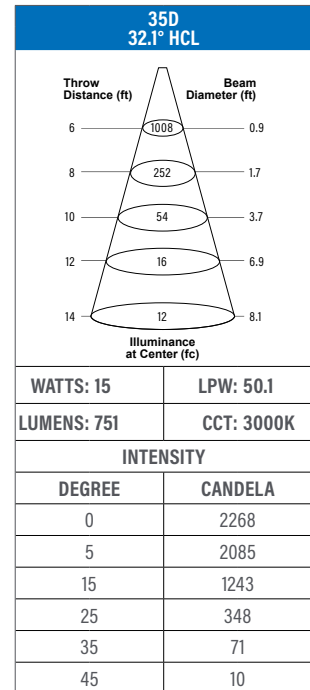 35D
32.1° HCL
Throw
Distance (ft)
Beam
Diameter (ft)
6 1008 0.9
8 252 1.7
10 54 3.7
12 16 6.9
14 12 8.1
Illuminance
at Center (fc)
WATTS: 15 LPW: 50.1
LUMENS: 751 CCT: 3000K
INTENSITY
DEGREE CANDELA
0 2268
5 2085
15 1243
25 348
35 71
45 10